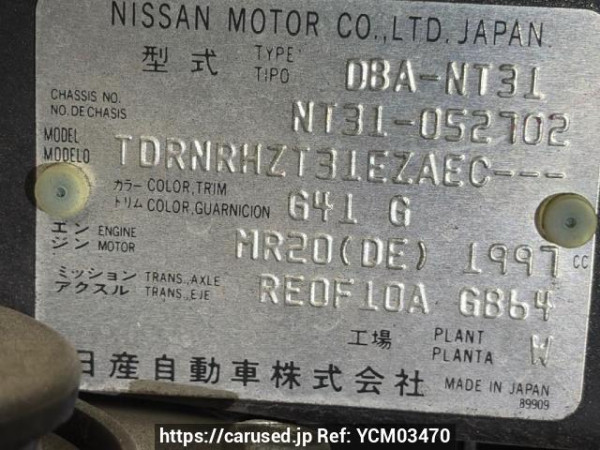 NISSAN MOTOR CO.,LTD. JAPAN.
型式 TYPE TIPO DBA-NT31
CHASSIS NO. NO. DE CHASIS NT31-052702
MODEL MODELO TDRNRHZT31EZAEC---
カラー COLOR,TRIM トリム COLOR,GUARNICION G41 G
エンジン ENGINE MOTOR MR20(DE) 1997 cc
ミッション TRANS.,AXLE アクスル TRANS.,EJE RE0F10A GB64
工場 PLANT PLANTA W
日産自動車株式会社 MADE IN JAPAN
89909
https://carused.jp Ref: YCM03470